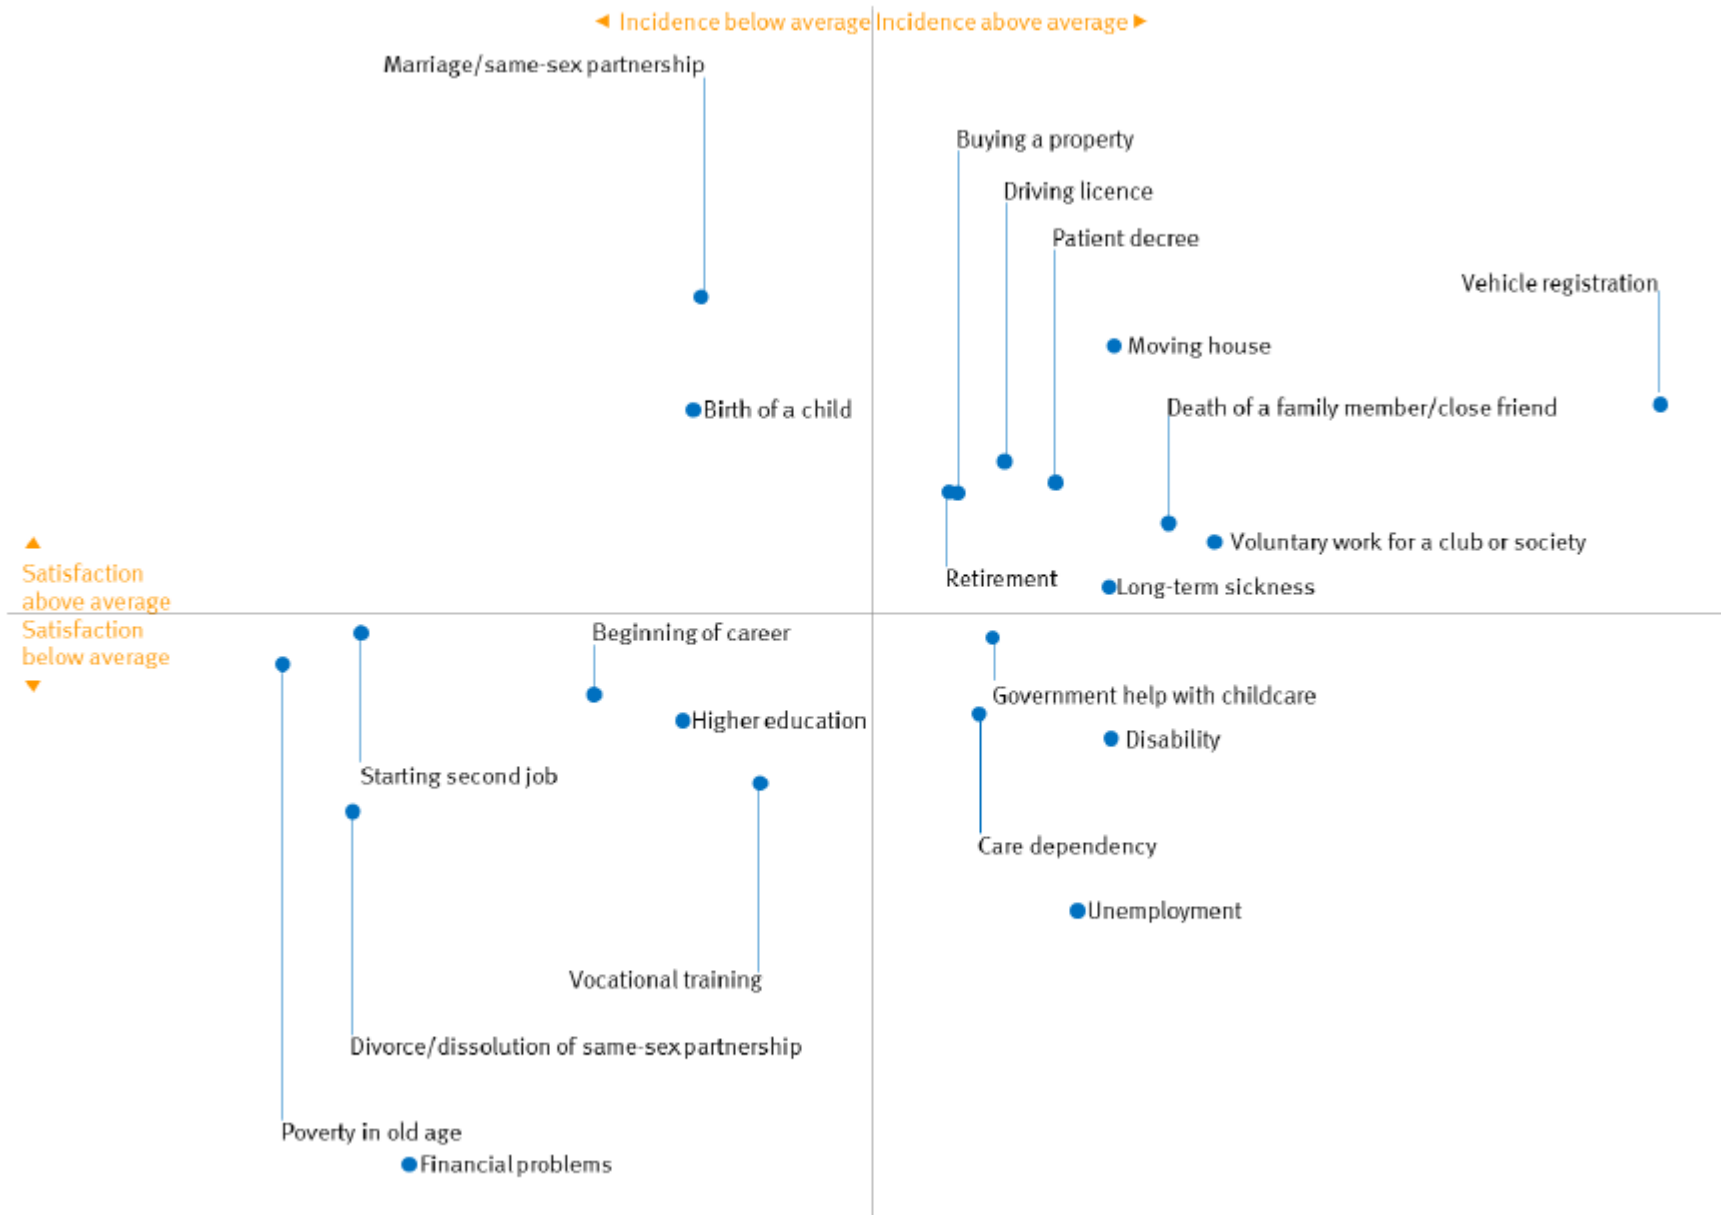 ◄ Incidence below average Incidence above average ►
Marriage/same-sex partnership
Buying a property
Driving licence
Patient decree
Vehicle registration
Moving house
Birth of a child
Death of a family member/close friend
Voluntary work for a club or society
▲
Satisfaction
above average
Retirement
Long-term sickness
Satisfaction
below average
▼
Beginning of career
Government help with childcare
Higher education
Disability
Starting second job
Care dependency
Unemployment
Vocational training
Divorce/dissolution of same-sex partnership
Poverty in old age
Financial problems